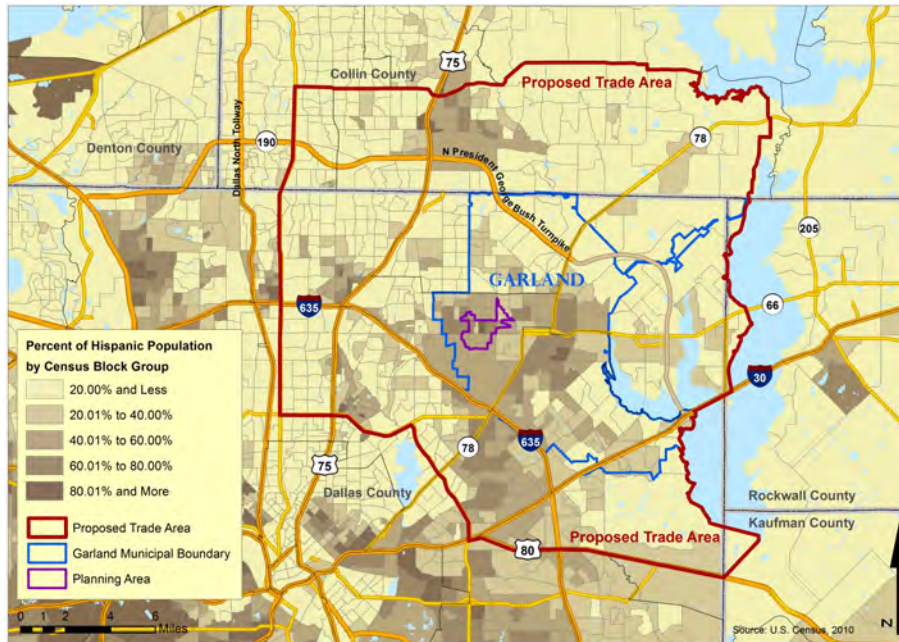 Collin County
75
Proposed Trade Area
Denton County
Dallas North Tollway
190
N President George Bush Turnpike
78
205
GARLAND
635
66
30
Percent of Hispanic Population
by Census Block Group
20.00% and Less
20.01% to 40.00%
40.01% to 60.00%
60.01% to 80.00%
80.01% and More
Proposed Trade Area
Garland Municipal Boundary
Planning Area
75
78
635
Dallas County
80
Proposed Trade Area
Rockwall County
Kaufman County
0 1 2 4 6
Miles
Source: U.S. Census, 2010
N